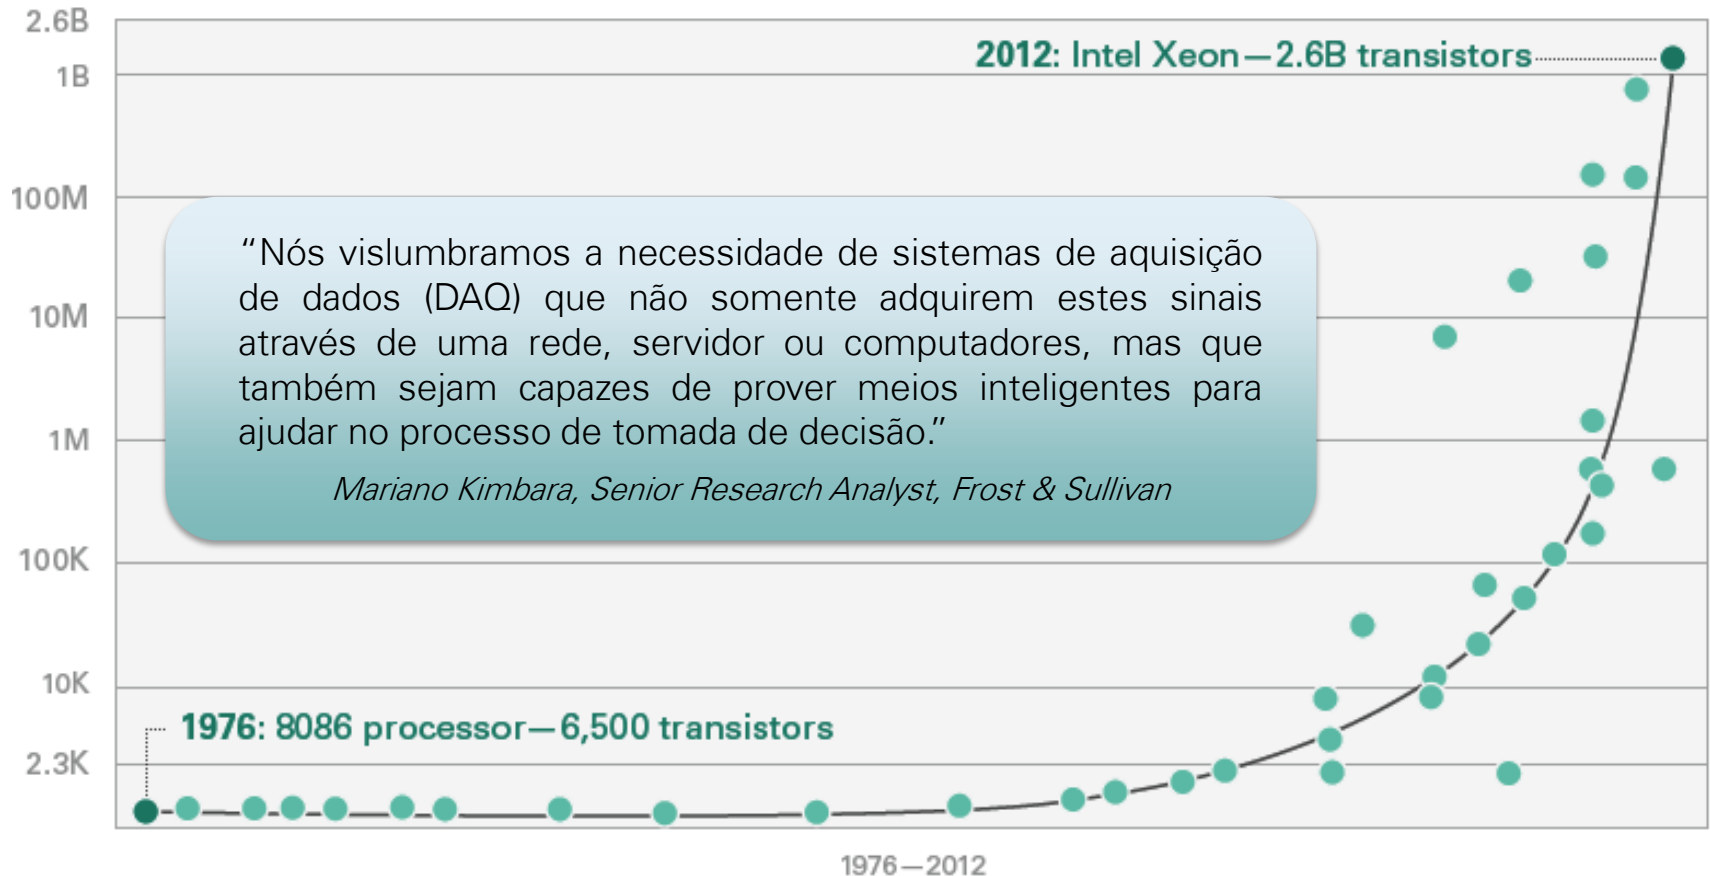 2.6B
2012: Intel Xeon—2.6B transistors
1B
100M
“Nós vislumbramos a necessidade de sistemas de aquisição
de dados (DAQ) que não somente adquirem estes sinais
através de uma rede, servidor ou computadores, mas que
também sejam capazes de prover meios inteligentes para
ajudar no processo de tomada de decisão.”
Mariano Kimbara, Senior Research Analyst, Frost & Sullivan
10M
1M
100K
10K
1976: 8086 processor—6,500 transistors
2.3K
1976—2012